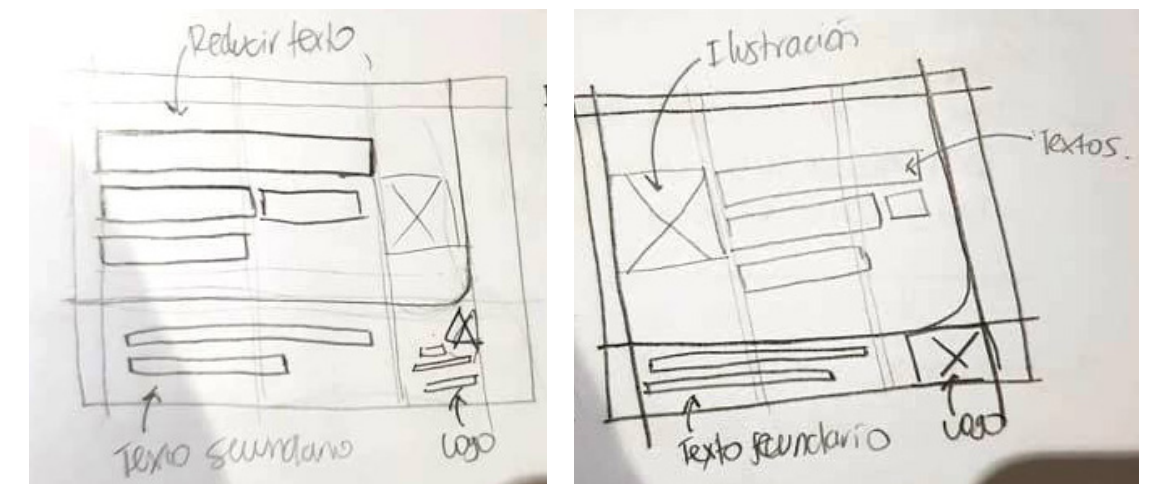 Reducir texto
Texto secundario
Logo
Ilustración
Textos.
Texto secundario
Logo